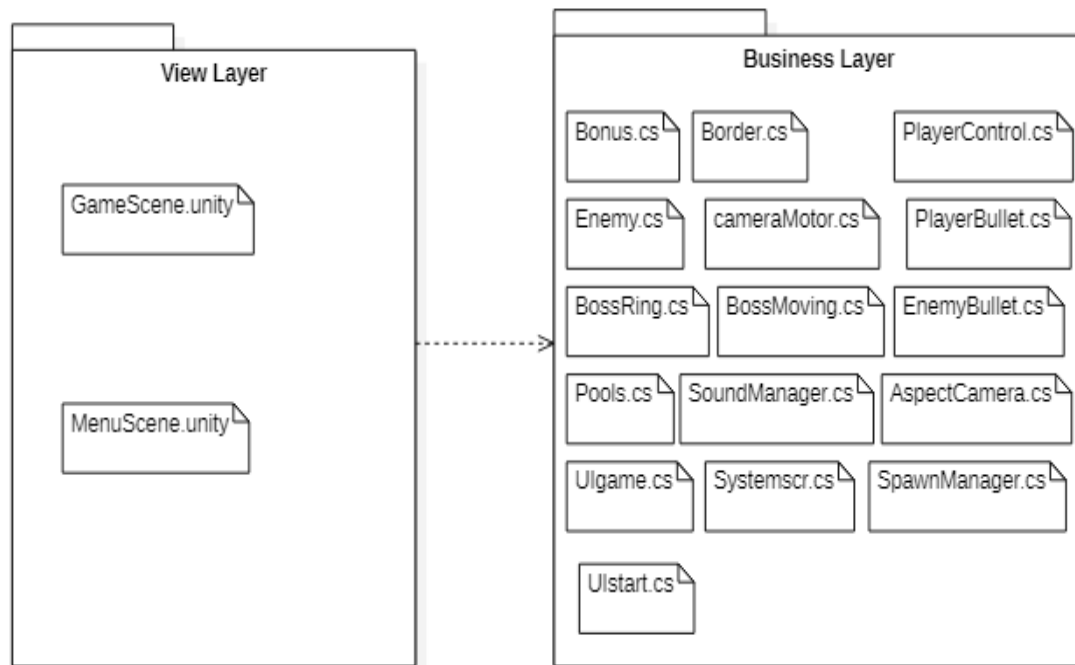 View Layer
GameScene.unity
MenuScene.unity
Business Layer
Bonus.cs
Border.cs
PlayerControl.cs
Enemy.cs
cameraMotor.cs
PlayerBullet.cs
BossRing.cs
BossMoving.cs
EnemyBullet.cs
Pools.cs
SoundManager.cs
AspectCamera.cs
UIgame.cs
Systemscr.cs
SpawnManager.cs
UIstart.cs